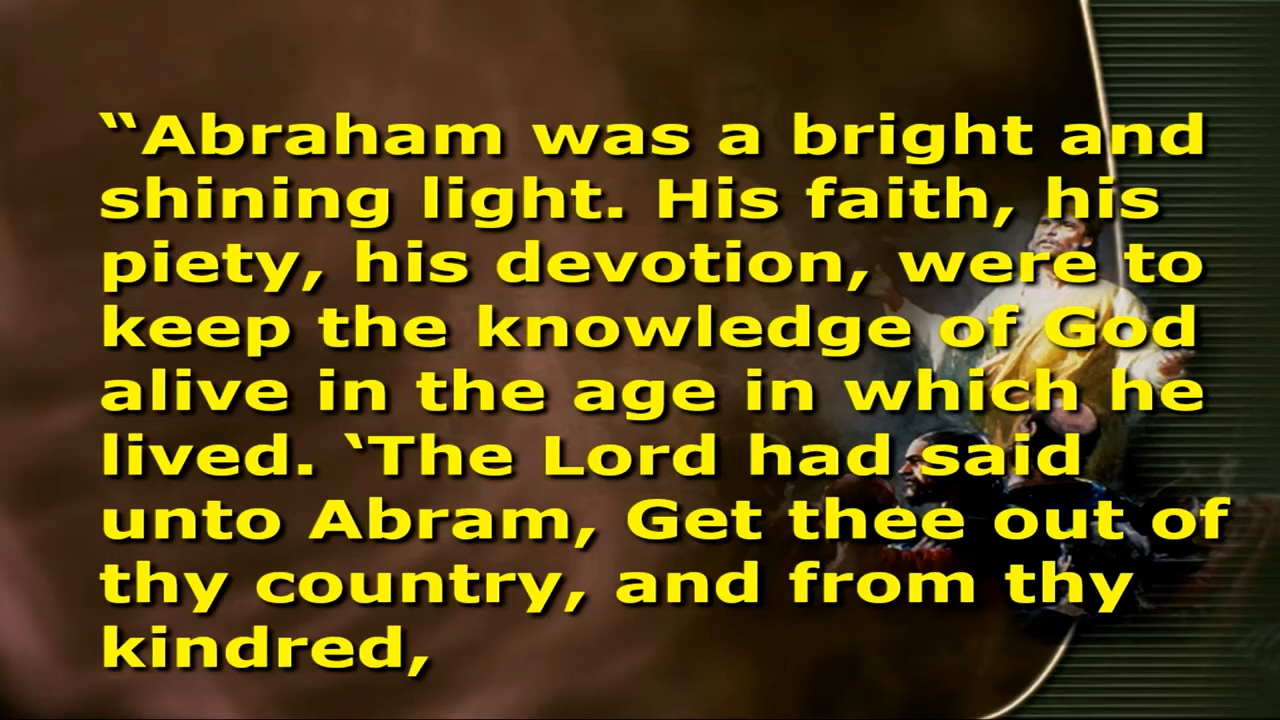 “Abraham was a bright and
shining light. His faith, his
piety, his devotion, were to
keep the knowledge of God
alive in the age in which he
lived. ‘The Lord had said
unto Abram, Get thee out of
thy country, and from thy
kindred,